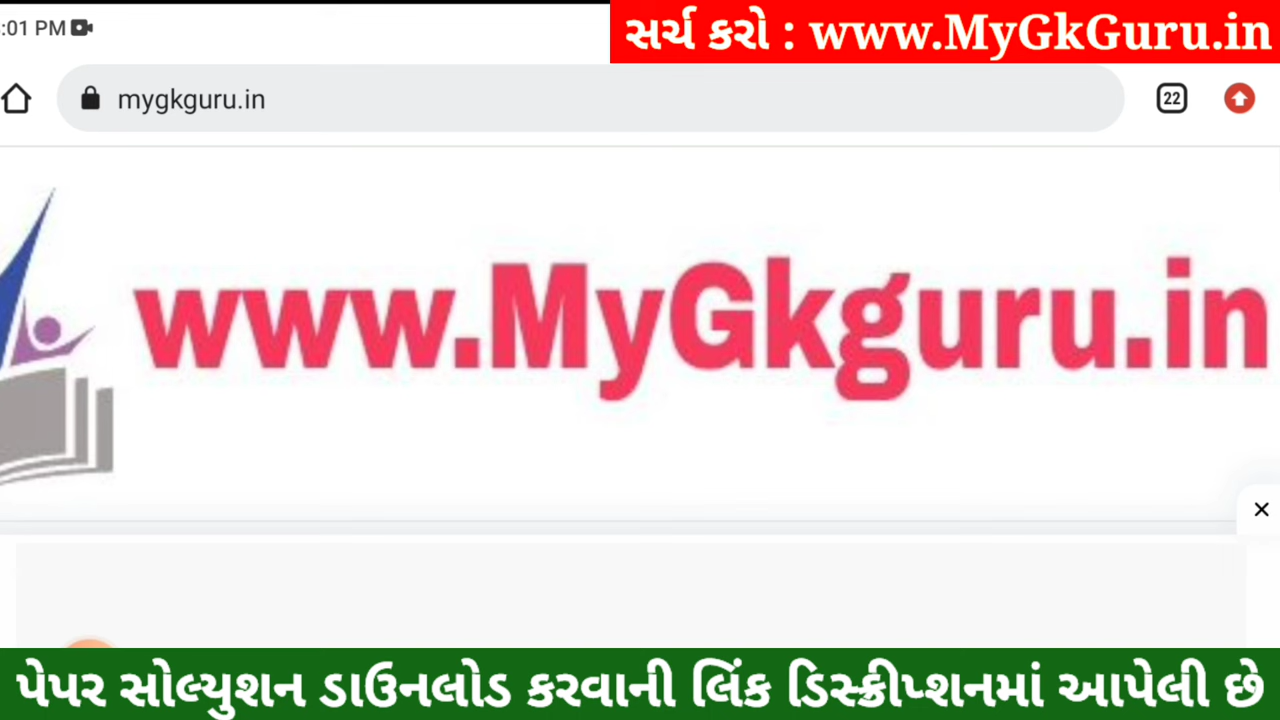 :01 PM
સર્ચ કરો : www.MyGkGuru.in
mygkguru.in
22
www.MyGkguru.in
પેપર સોલ્યુશન ડાઉનલોડ કરવાની લિંક ડિસ્ક્રીપ્શનમાં આપેલી છે